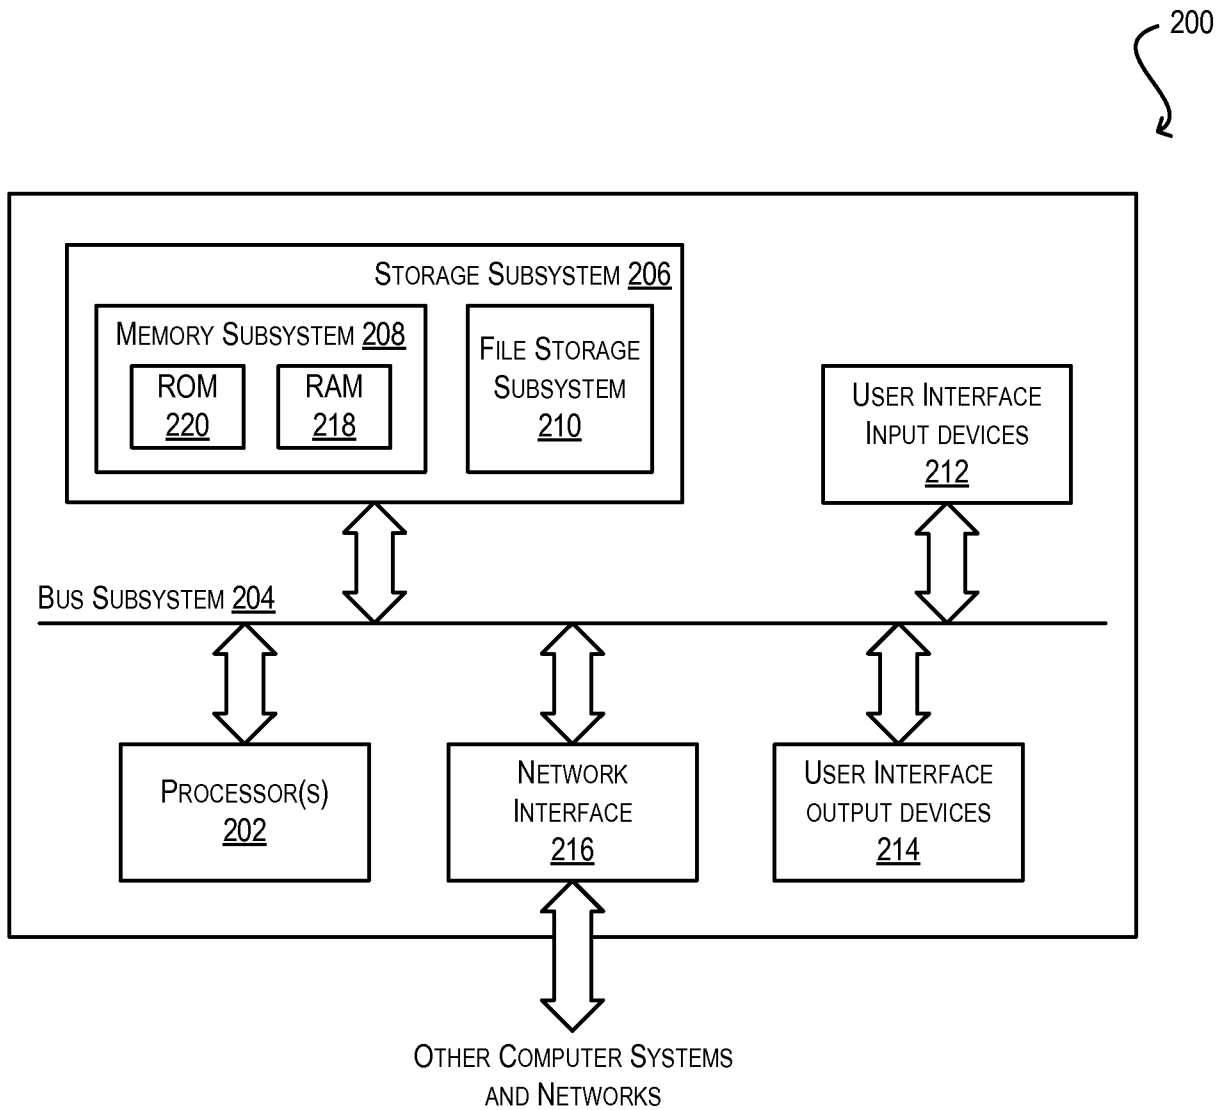 200
STORAGE SUBSYSTEM 206
MEMORY SUBSYSTEM 208
ROM
220
RAM
218
FILE STORAGE
SUBSYSTEM
210
USER INTERFACE
INPUT DEVICES
212
BUS SUBSYSTEM 204
PROCESSOR(S)
202
NETWORK
INTERFACE
216
USER INTERFACE
OUTPUT DEVICES
214
OTHER COMPUTER SYSTEMS
AND NETWORKS